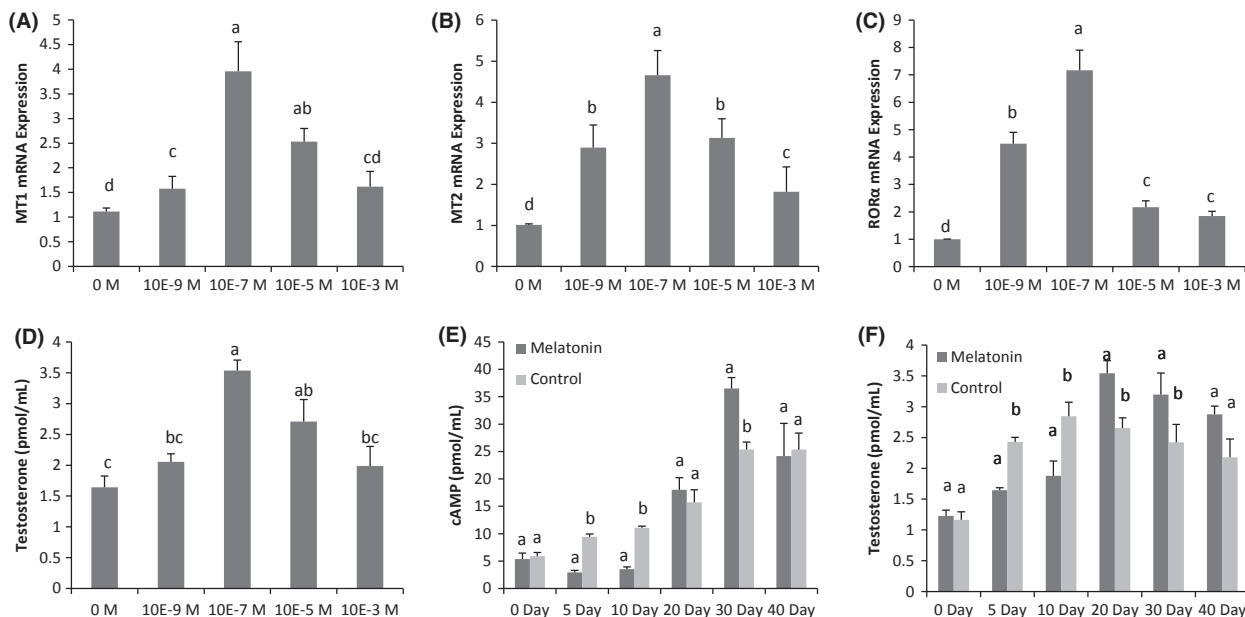 (A)
MT1 mRNA Expression
5
4.5
4
3.5
3
2.5
2
1.5
1
0.5
0
d
c
a
ab
cd
0 M 10E-9 M 10E-7 M 10E-5 M 10E-3 M
(B)
MT2 mRNA Expression
6
5
4
3
2
1
0
d
b
a
b
c
0 M 10E-9 M 10E-7 M 10E-5 M 10E-3 M
(C)
RORα mRNA Expression
9
8
7
6
5
4
3
2
1
0
d
b
a
c
c
0 M 10E-9 M 10E-7 M 10E-5 M 10E-3 M
(D)
Testosterone (pmol/mL)
4
3.5
3
2.5
2
1.5
1
0.5
0
c
bc
a
ab
bc
0 M 10E-9 M 10E-7 M 10E-5 M 10E-3 M
(E)
cAMP (pmol/mL)
45
40
35
30
25
20
15
10
5
0
Melatonin
Control
a a
a b
a b
a a
a b
a a
0 Day 5 Day 10 Day 20 Day 30 Day 40 Day
(F)
Testosterone (pmol/mL)
4
3.5
3
2.5
2
1.5
1
0.5
0
Melatonin
Control
a a
a b
a b
a b
a b
a a
0 Day 5 Day 10 Day 20 Day 30 Day 40 Day